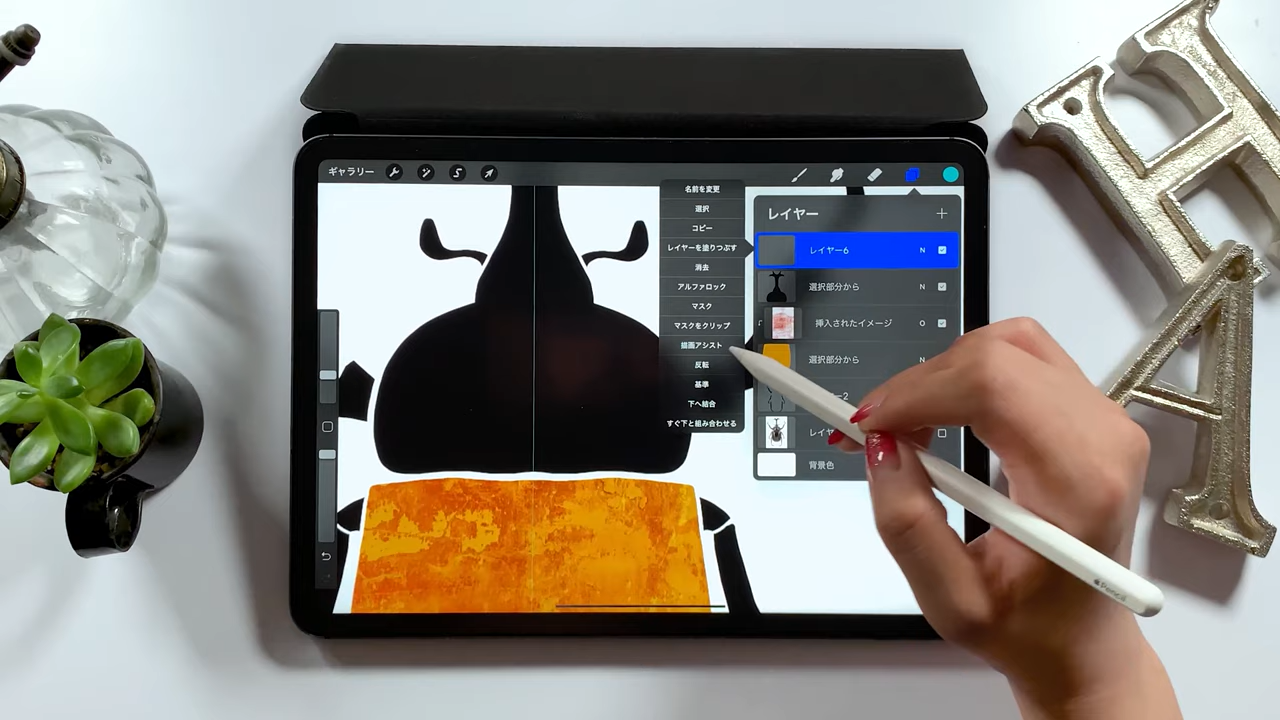 ギャラリー
名前を変更
選択
コピー
レイヤーを塗りつぶす
消去
アルファロック
マスク
マスクをクリップ
描画アシスト
反転
基準
下へ結合
すぐ下と組み合わせる
レイヤー
レイヤー6 N
選択部分から N
挿入されたイメージ O
選択部分から N
2
レイヤ
背景色
H
A
Pencil